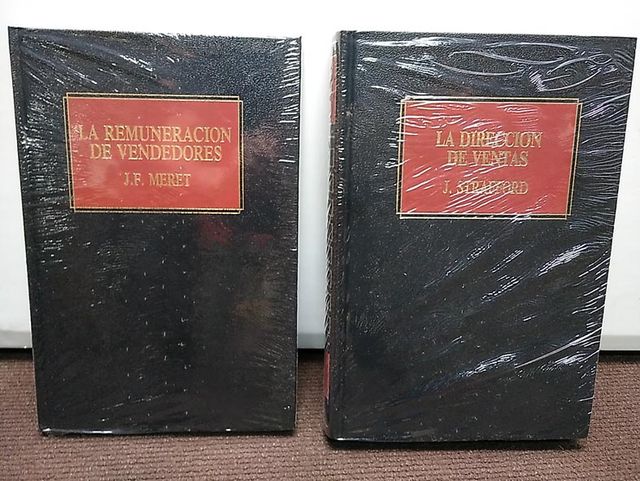 LA REMUNERACION
DE VENDEDORES
J.F. MERET
LA DIRECCION
DE VENTAS
J. STRAFFORD